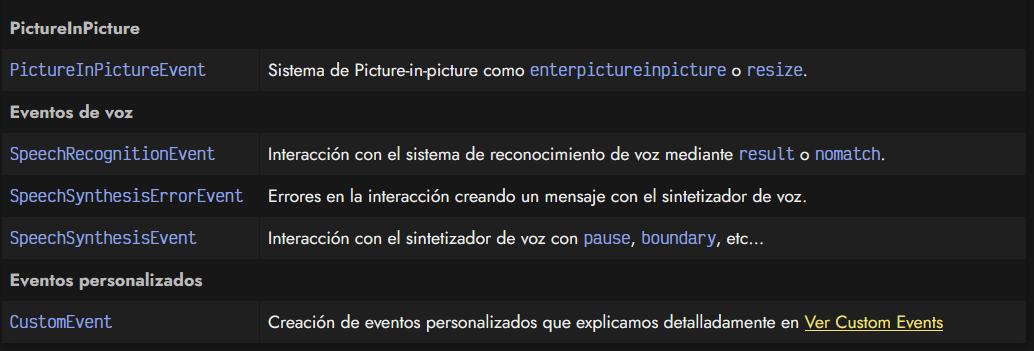 PictureInPicture
PictureInPictureEvent Sistema de Picture-in-picture como enterpictureinpicture o resize.
Eventos de voz
SpeechRecognitionEvent Interacción con el sistema de reconocimiento de voz mediante result o nomatch.
SpeechSynthesisErrorEvent Errores en la interacción creando un mensaje con el sintetizador de voz.
SpeechSynthesisEvent Interacción con el sintetizador de voz con pause, boundary, etc...
Eventos personalizados
CustomEvent Creación de eventos personalizados que explicamos detalladamente en Ver Custom Events